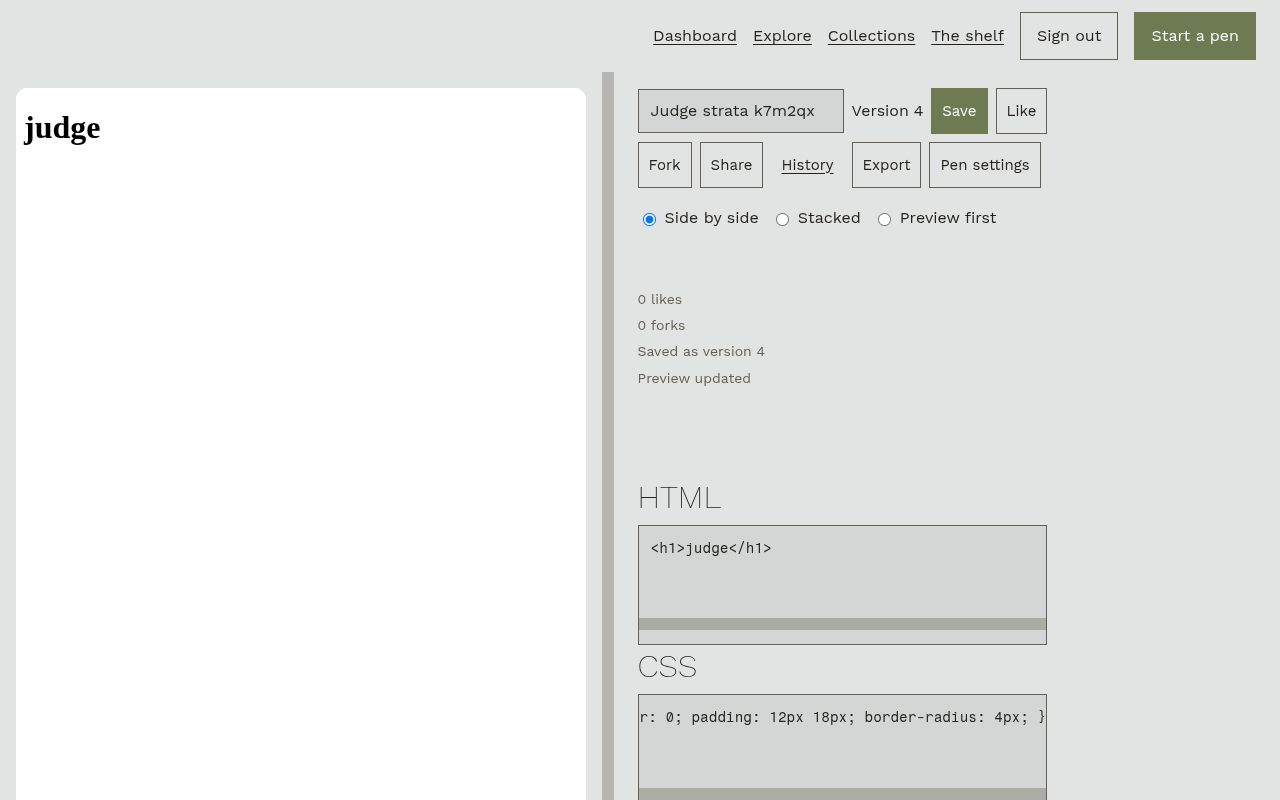 Dashboard Explore Collections The shelf Sign out Start a pen
judge
Judge strata k7m2qx Version 4 Save Like
Fork Share History Export Pen settings
Side by side Stacked Preview first
0 likes
0 forks
Saved as version 4
Preview updated
HTML
<h1>judge</h1>
CSS
r: 0; padding: 12px 18px; border-radius: 4px; }